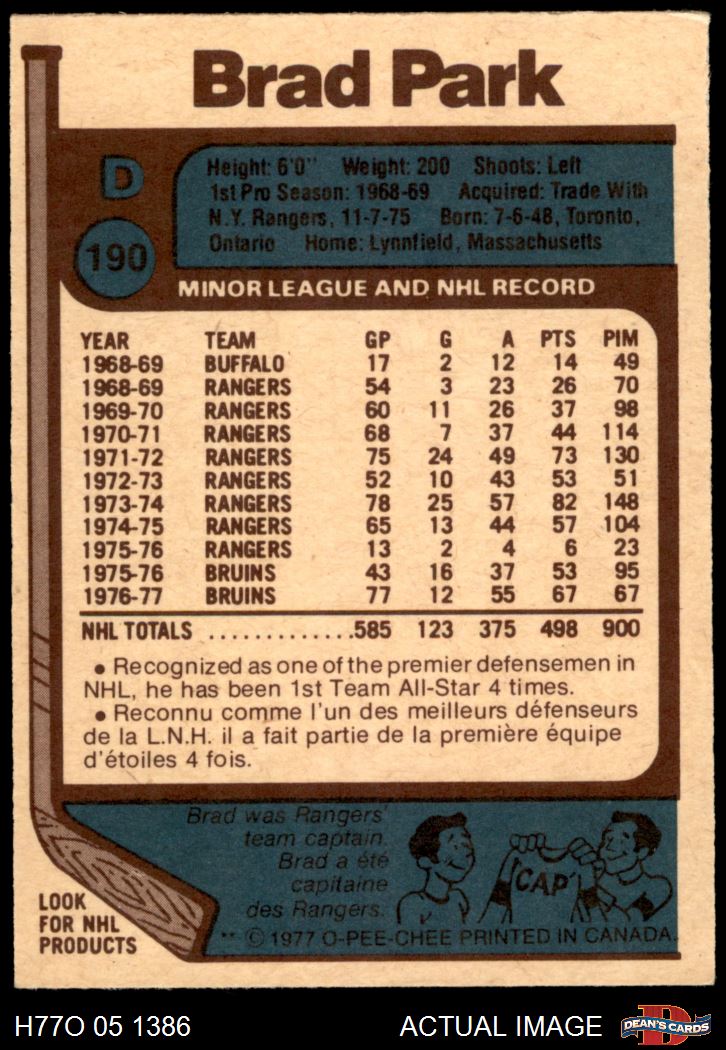 Brad Park
D
190
Height: 6'0" Weight: 200 Shoots: Left
1st Pro Season: 1968-69 Acquired: Trade With
N.Y. Rangers, 11-7-75 Born: 7-6-48, Toronto,
Ontario Home: Lynnfield, Massachusetts
MINOR LEAGUE AND NHL RECORD
YEAR TEAM GP G A PTS PIM
1968-69 BUFFALO 17 2 12 14 49
1968-69 RANGERS 54 3 23 26 70
1969-70 RANGERS 60 11 26 37 98
1970-71 RANGERS 68 7 37 44 114
1971-72 RANGERS 75 24 49 73 130
1972-73 RANGERS 52 10 43 53 51
1973-74 RANGERS 78 25 57 82 148
1974-75 RANGERS 65 13 44 57 104
1975-76 RANGERS 13 2 4 6 23
1975-76 BRUINS 43 16 37 53 95
1976-77 BRUINS 77 12 55 67 67
NHL TOTALS .............585 123 375 498 900
• Recognized as one of the premier defensemen in
NHL, he has been 1st Team All-Star 4 times.
• Reconnu comme l'un des meilleurs défenseurs
de la L.N.H. il a fait partie de la première équipe
d'étoiles 4 fois.
Brad was Rangers'
team captain.
Brad a été
capitaine
des Rangers.
CAP'
LOOK
FOR NHL
PRODUCTS
** © 1977 O-PEE-CHEE PRINTED IN CANADA.
H77O 05 1386
ACTUAL IMAGE
D
DEAN'S CARDS